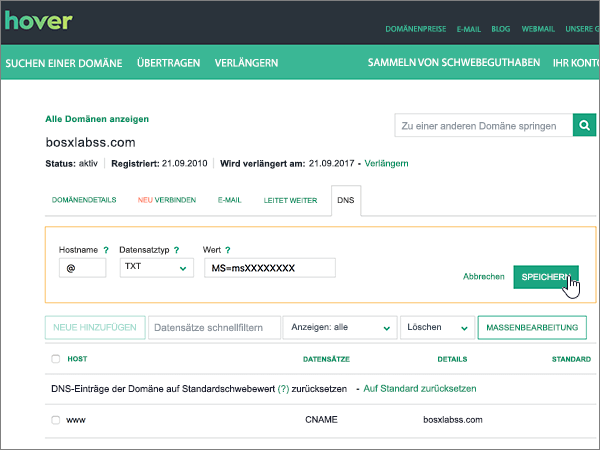 hover
DOMÄNENPREISE E-MAIL BLOG WEBMAIL UNSERE G
SUCHEN EINER DOMÄNE ÜBERTRAGEN VERLÄNGERN SAMMELN VON SCHWEBEGUTHABEN IHR KONTO
Alle Domänen anzeigen
bosxlabss.com
Zu einer anderen Domäne springen
Status: aktiv Registriert: 21.09.2010 Wird verlängert am: 21.09.2017 - Verlängern
DOMÄNENDETAILS NEU VERBINDEN E-MAIL LEITET WEITER DNS
Hostname ? Datensatztyp ? Wert ?
@ TXT MS=msXXXXXXXX
Abbrechen SPEICHERN
NEUE HINZUFÜGEN Datensätze schnellfiltern Anzeigen: alle Löschen MASSENBEARBEITUNG
HOST DATENSÄTZE DETAILS STANDARD
DNS-Einträge der Domäne auf Standardschwebewert (?) zurücksetzen - Auf Standard zurücksetzen
www CNAME bosxlabss.com